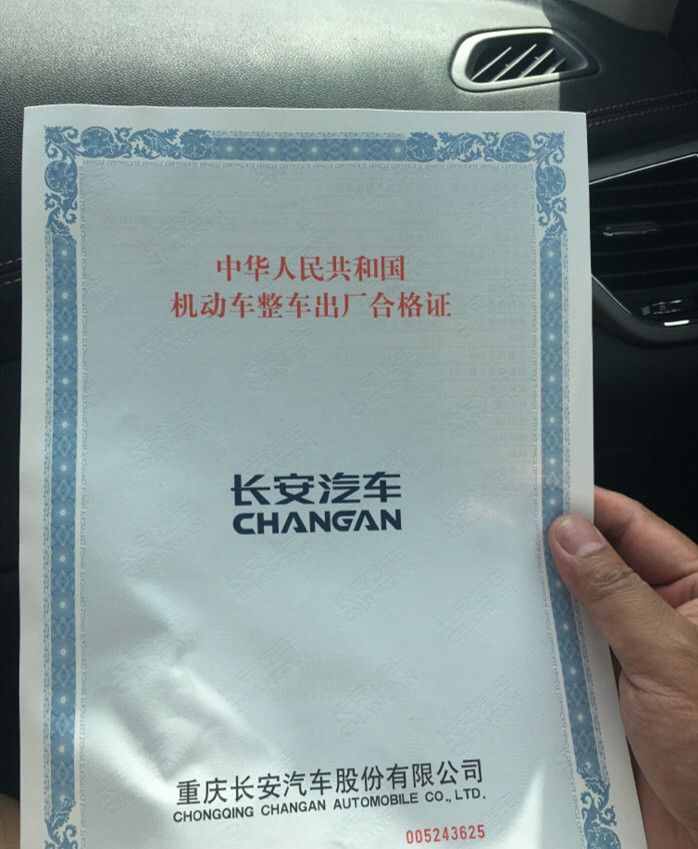 中华人民共和国
机动车整车出厂合格证
长安汽车
CHANGAN
重庆长安汽车股份有限公司
CHONGQING CHANGAN AUTOMOBILE CO., LTD.
005243625